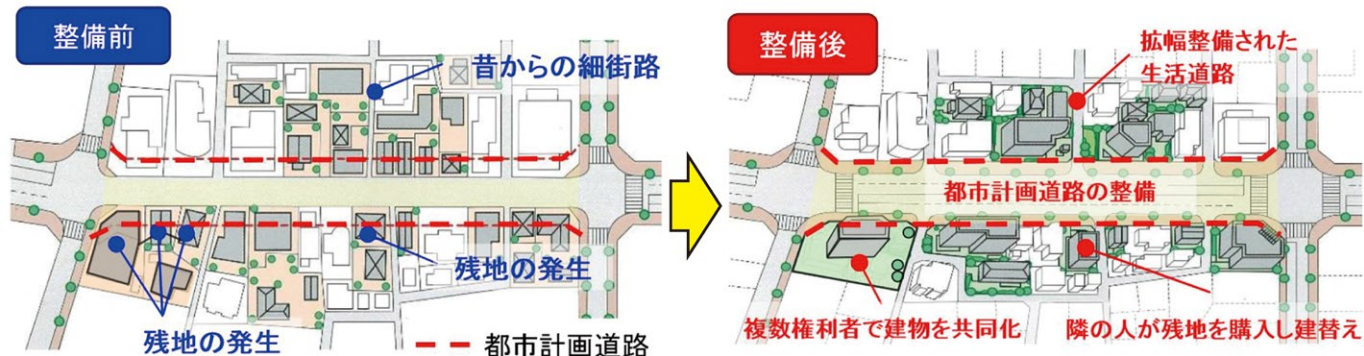 整備前
昔からの細街路
残地の発生
残地の発生
都市計画道路
整備後
拡幅整備された
生活道路
都市計画道路の整備
複数権利者で建物を共同化
隣の人が残地を購入し建替え